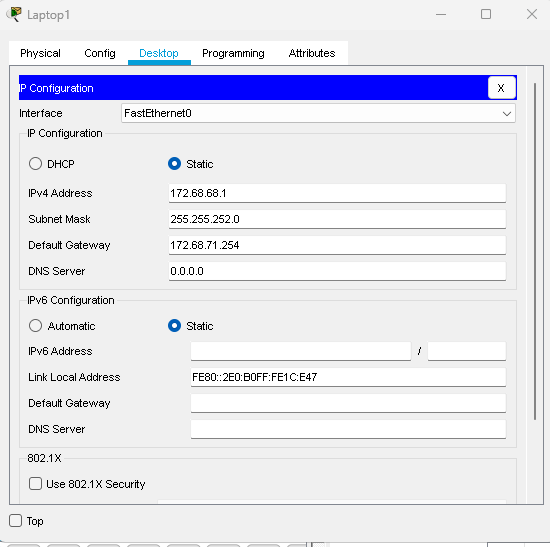 Laptop1
Physical Config Desktop Programming Attributes
IP Configuration X
Interface FastEthernet0
IP Configuration
DHCP Static
IPv4 Address 172.68.68.1
Subnet Mask 255.255.252.0
Default Gateway 172.68.71.254
DNS Server 0.0.0.0
IPv6 Configuration
Automatic Static
IPv6 Address /
Link Local Address FE80::2E0:B0FF:FE1C:E47
Default Gateway
DNS Server
802.1X
Use 802.1X Security
Top